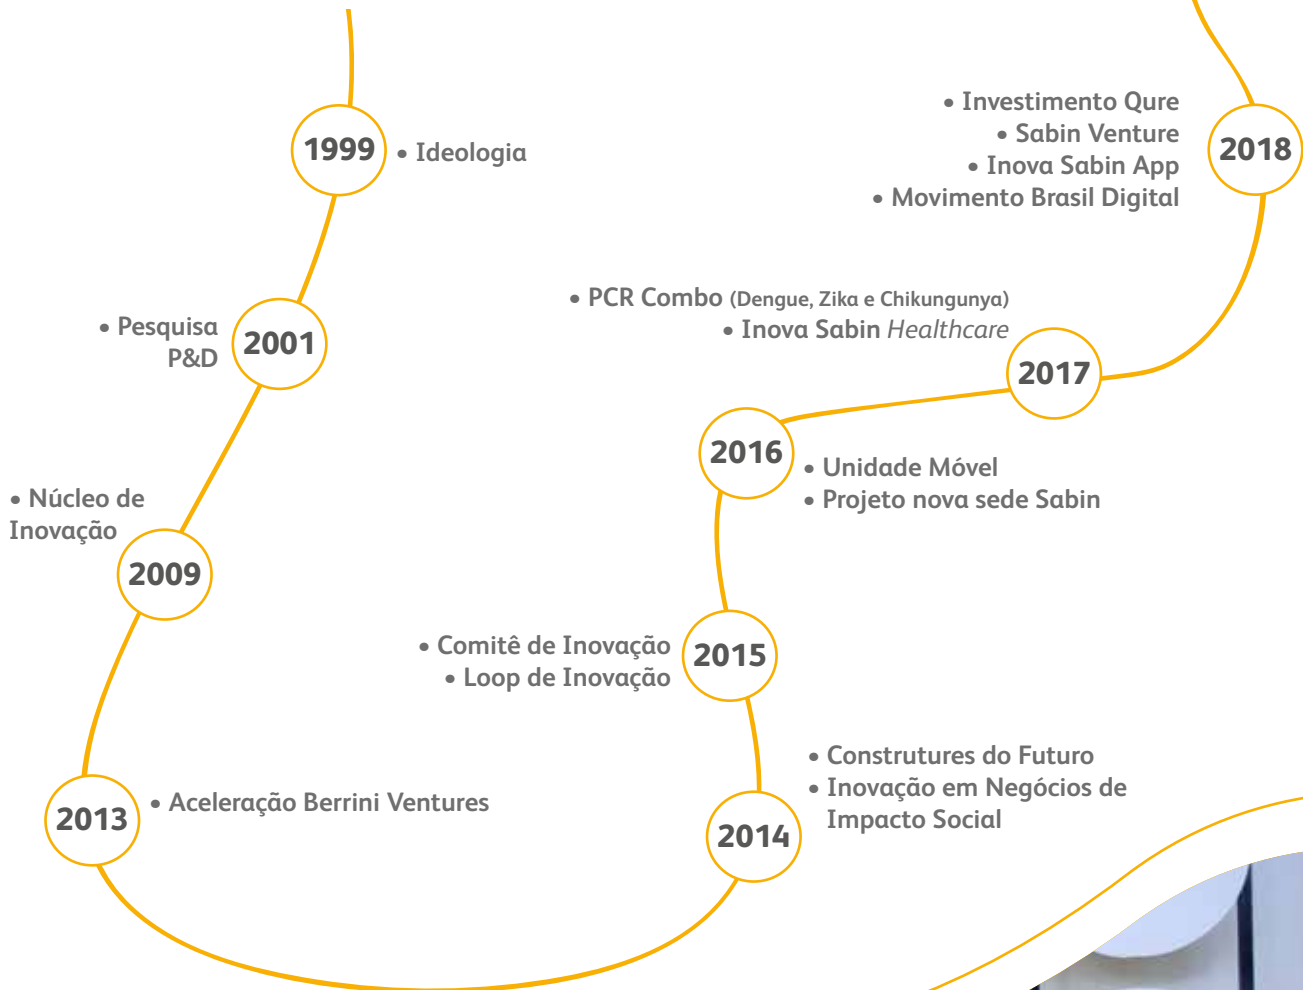 1999
• Ideologia
2001
• Pesquisa
P&D
2009
• Núcleo de
Inovação
2013
• Aceleração Berrini Ventures
2014
• Construtures do Futuro
• Inovação em Negócios de
Impacto Social
2015
• Comitê de Inovação
• Loop de Inovação
2016
• Unidade Móvel
• Projeto nova sede Sabin
2017
• PCR Combo (Dengue, Zika e Chikungunya)
• Inova Sabin Healthcare
2018
• Investimento Qure
• Sabin Venture
• Inova Sabin App
• Movimento Brasil Digital